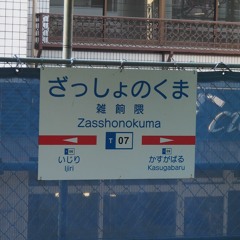 ざっしょのくま
雑餉隈
Zasshonokuma
T
07
いじり
Ijiri
かすがばる
Kasugabaru